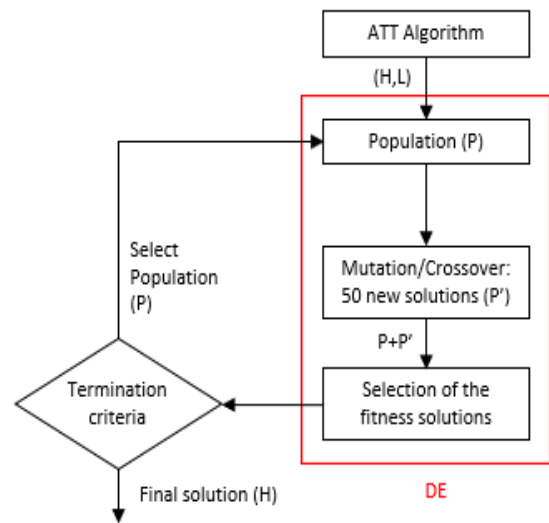 ATT Algorithm
(H,L)
Population (P)
Select
Population
(P)
Mutation/Crossover:
50 new solutions (P’)
P+P’
Termination
criteria
Selection of the
fitness solutions
Final solution (H)
DE